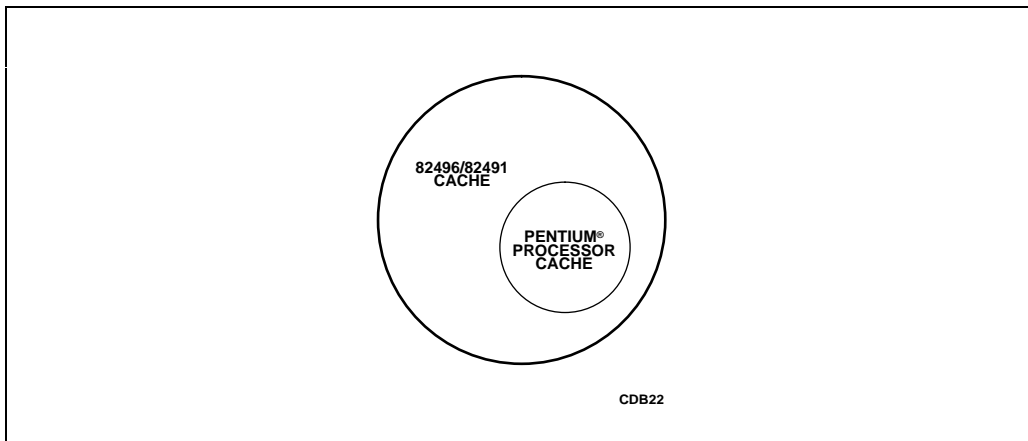 82496/82491
CACHE
PENTIUM®
PROCESSOR
CACHE
CDB22